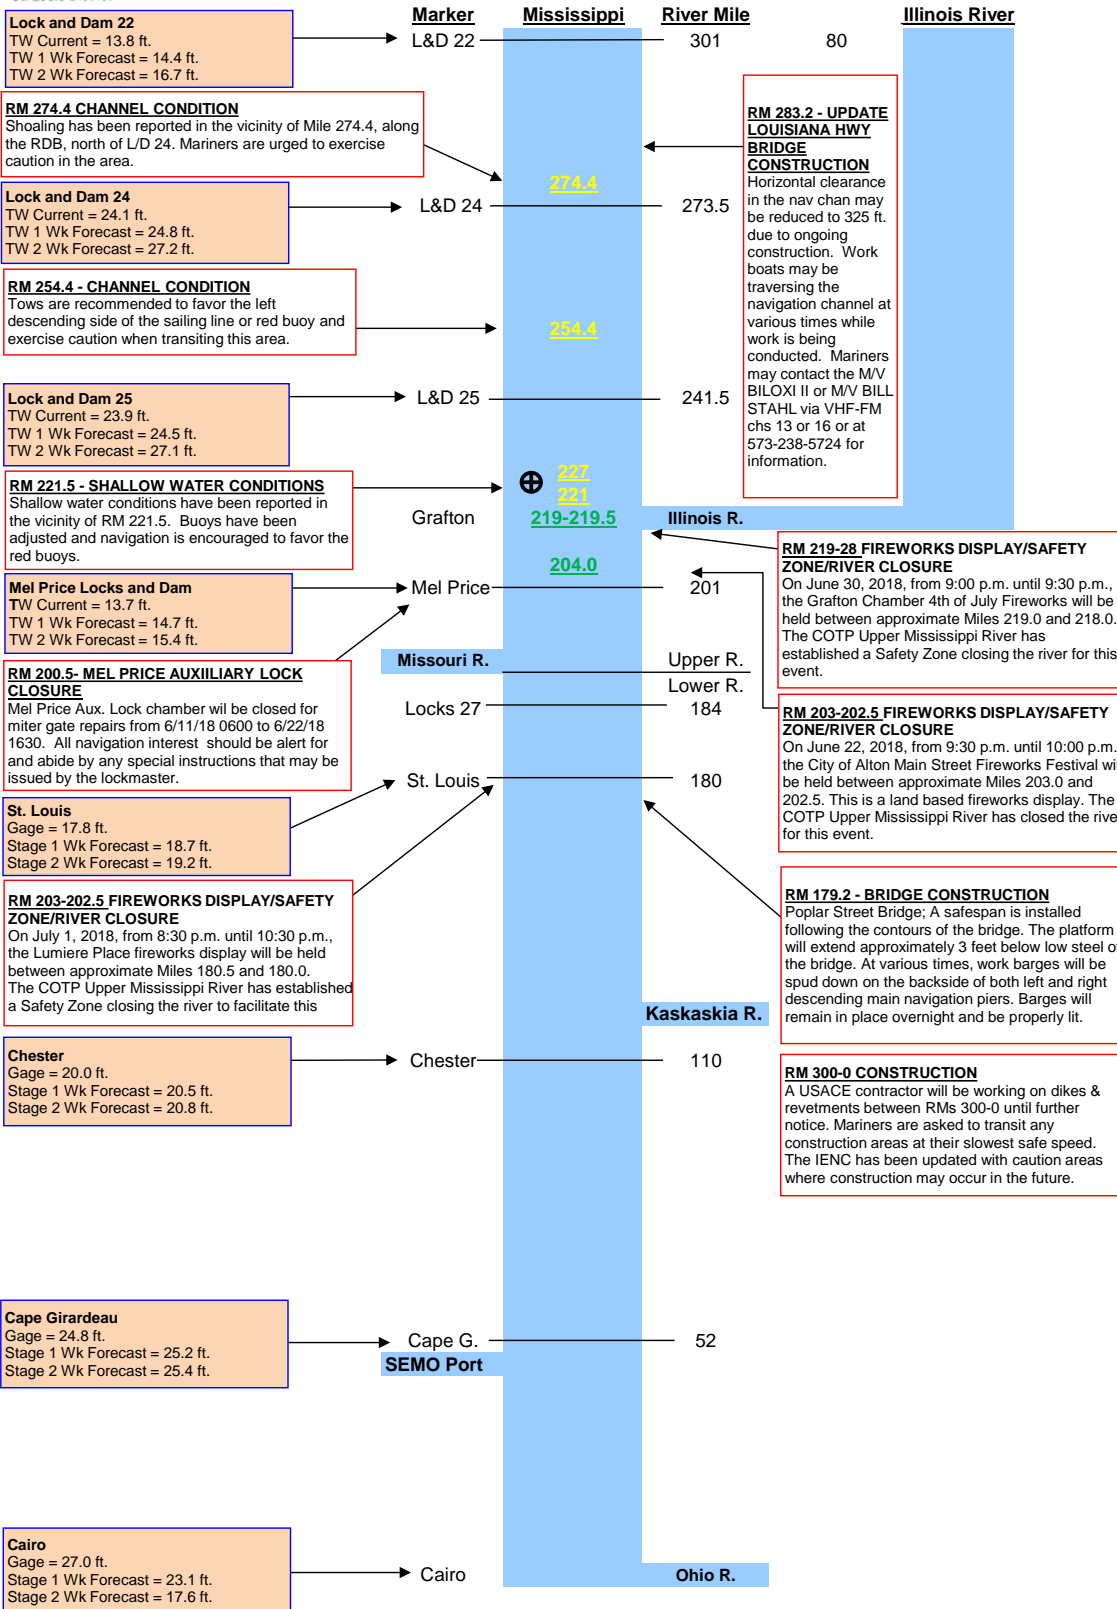 Marker Mississippi River Mile Illinois River
Lock and Dam 22
TW Current = 13.8 ft.
TW 1 Wk Forecast = 14.4 ft.
TW 2 Wk Forecast = 16.7 ft.
L&D 22 301 80
RM 274.4 CHANNEL CONDITION
Shoaling has been reported in the vicinity of Mile 274.4, along
the RDB, north of L/D 24. Mariners are urged to exercise
caution in the area.
274.4
RM 283.2 - UPDATE
LOUISIANA HWY
BRIDGE
CONSTRUCTION
Horizontal clearance
in the nav chan may
be reduced to 325 ft.
due to ongoing
construction. Work
boats may be
traversing the
navigation channel at
various times while
work is being
conducted. Mariners
may contact the M/V
BILOXI II or M/V BILL
STAHL via VHF-FM
chs 13 or 16 or at
573-238-5724 for
information.
Lock and Dam 24
TW Current = 24.1 ft.
TW 1 Wk Forecast = 24.8 ft.
TW 2 Wk Forecast = 27.2 ft.
L&D 24 273.5
RM 254.4 - CHANNEL CONDITION
Tows are recommended to favor the left
descending side of the sailing line or red buoy and
exercise caution when transiting this area.
254.4
Lock and Dam 25
TW Current = 23.9 ft.
TW 1 Wk Forecast = 24.5 ft.
TW 2 Wk Forecast = 27.1 ft.
L&D 25 241.5
RM 221.5 - SHALLOW WATER CONDITIONS
Shallow water conditions have been reported in
the vicinity of RM 221.5. Buoys have been
adjusted and navigation is encouraged to favor the
red buoys.
227
221
Grafton 219-219.5 Illinois R.
204.0
RM 219-28 FIREWORKS DISPLAY/SAFETY
ZONE/RIVER CLOSURE
On June 30, 2018, from 9:00 p.m. until 9:30 p.m.,
the Grafton Chamber 4th of July Fireworks will be
held between approximate Miles 219.0 and 218.0.
The COTP Upper Mississippi River has
established a Safety Zone closing the river for this
event.
Mel Price Locks and Dam
TW Current = 13.7 ft.
TW 1 Wk Forecast = 14.7 ft.
TW 2 Wk Forecast = 15.4 ft.
Mel Price 201
RM 200.5- MEL PRICE AUXIILIARY LOCK
CLOSURE
Mel Price Aux. Lock chamber wil be closed for
miter gate repairs from 6/11/18 0600 to 6/22/18
1630. All navigation interest should be alert for
and abide by any special instructions that may be
issued by the lockmaster.
Missouri R. Upper R.
Lower R.
Locks 27 184
RM 203-202.5 FIREWORKS DISPLAY/SAFETY
ZONE/RIVER CLOSURE
On June 22, 2018, from 9:30 p.m. until 10:00 p.m.
the City of Alton Main Street Fireworks Festival wil
be held between approximate Miles 203.0 and
202.5. This is a land based fireworks display. The
COTP Upper Mississippi River has closed the rive
for this event.
St. Louis
Gage = 17.8 ft.
Stage 1 Wk Forecast = 18.7 ft.
Stage 2 Wk Forecast = 19.2 ft.
St. Louis 180
RM 203-202.5 FIREWORKS DISPLAY/SAFETY
ZONE/RIVER CLOSURE
On July 1, 2018, from 8:30 p.m. until 10:30 p.m.,
the Lumiere Place fireworks display will be held
between approximate Miles 180.5 and 180.0.
The COTP Upper Mississippi River has established
a Safety Zone closing the river to facilitate this
RM 179.2 - BRIDGE CONSTRUCTION
Poplar Street Bridge; A safespan is installed
following the contours of the bridge. The platform
will extend approximately 3 feet below low steel o
the bridge. At various times, work barges will be
spud down on the backside of both left and right
descending main navigation piers. Barges will
remain in place overnight and be properly lit.
Kaskaskia R.
Chester
Gage = 20.0 ft.
Stage 1 Wk Forecast = 20.5 ft.
Stage 2 Wk Forecast = 20.8 ft.
Chester 110
RM 300-0 CONSTRUCTION
A USACE contractor will be working on dikes &
revetments between RMs 300-0 until further
notice. Mariners are asked to transit any
construction areas at their slowest safe speed.
The IENC has been updated with caution areas
where construction may occur in the future.
Cape Girardeau
Gage = 24.8 ft.
Stage 1 Wk Forecast = 25.2 ft.
Stage 2 Wk Forecast = 25.4 ft.
Cape G. 52
SEMO Port
Cairo
Gage = 27.0 ft.
Stage 1 Wk Forecast = 23.1 ft.
Stage 2 Wk Forecast = 17.6 ft.
Cairo Ohio R.